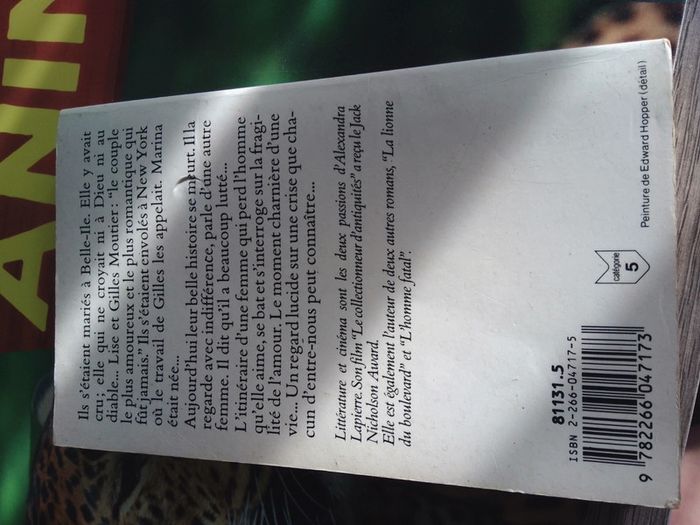 ANIM
Ils s'étaient mariés à Belle-Ile. Elle y avait
cru ; elle qui ne croyait ni à Dieu ni au
diable... Lise et Gilles Moutier : "le couple
le plus amoureux et le plus romantique qui
fût jamais." Ils s'étaient envolés à New York
où le travail de Gilles les appelait. Marina
était née...
Aujourd'hui leur belle histoire se meurt. Il la
regarde avec indifférence, parle d'une autre
femme. Il dit qu'il a beaucoup lutté...
L'itinéraire d'une femme qui perd l'homme
qu'elle aime, se bat et s'interroge sur la fragi-
lité de l'amour. Le moment charnière d'une
vie... Un regard lucide sur une crise que cha-
cun d'entre-nous peut connaître...
Littérature et cinéma sont les deux passions d'Alexandra
Lapierre. Son film "Le collectionneur d'antiquités" a reçu le Jack
Nicholson Award.
Elle est également l'auteur de deux autres romans, "La lionne
du boulevard" et "L'homme fatal".
Peinture de Edward Hopper (détail)
catégorie
5
81131.5
ISBN 2-266-04717-5
9 782266 047173